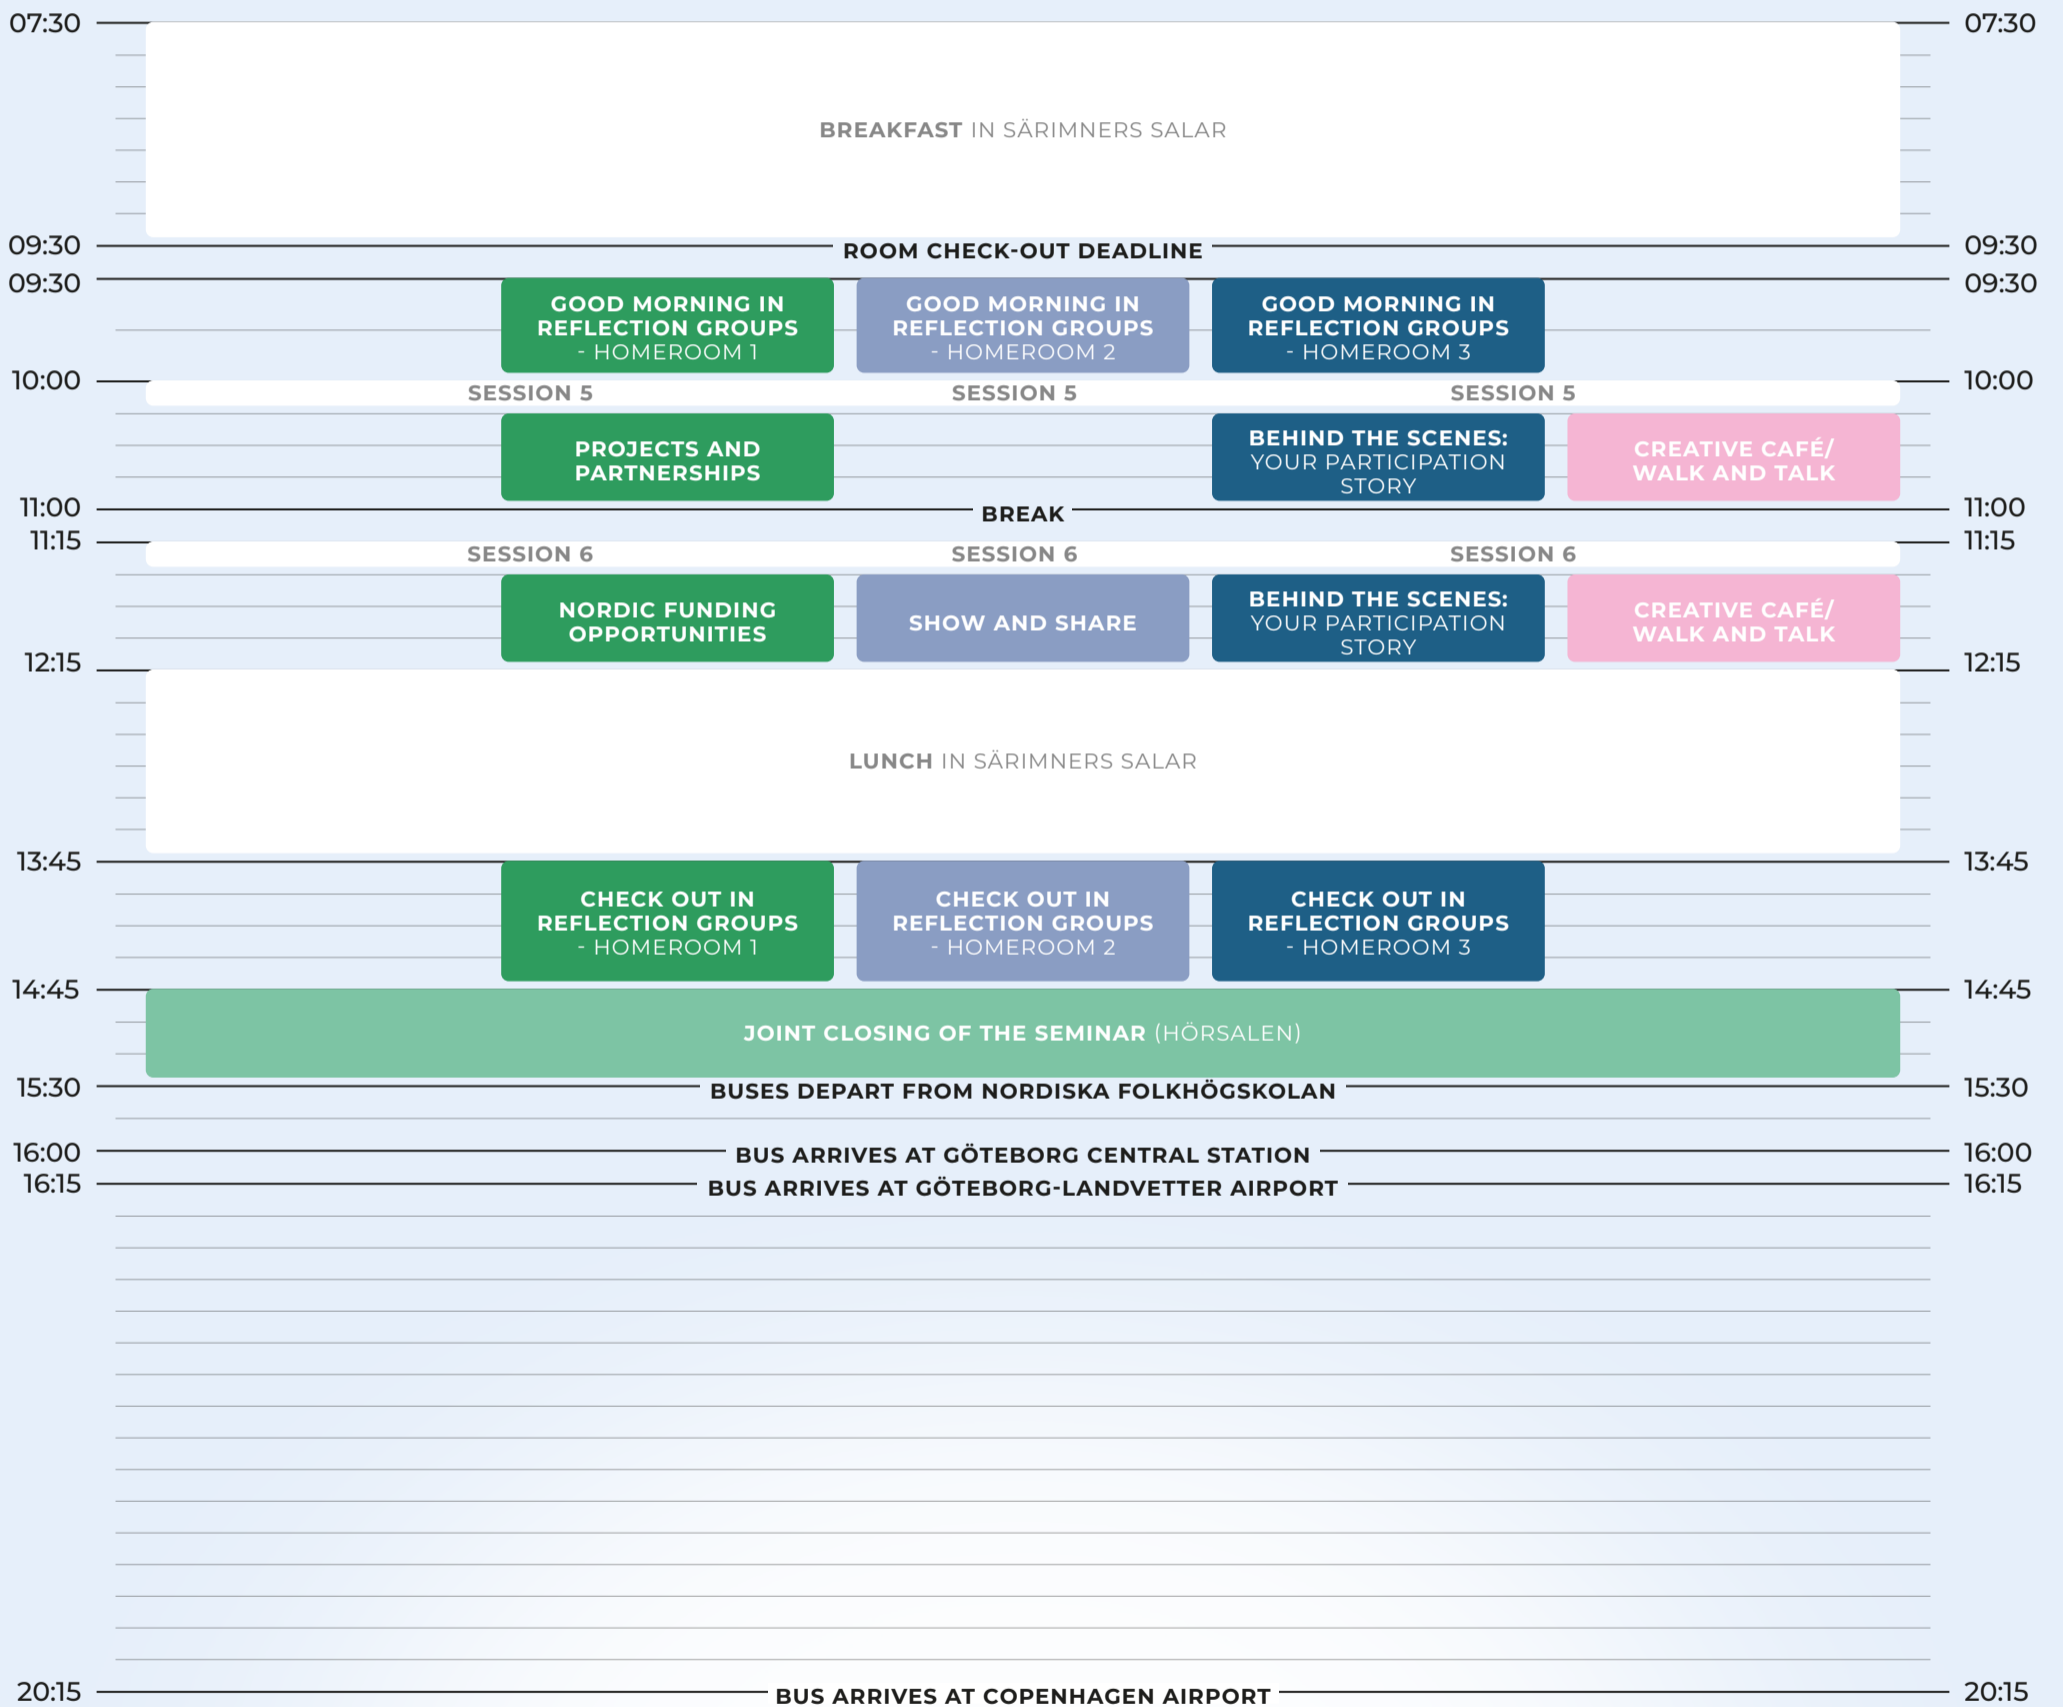 07:30 07:30
BREAKFAST IN SÄRIMNERS SALAR
09:30 ROOM CHECK-OUT DEADLINE 09:30
09:30 09:30
GOOD MORNING IN
REFLECTION GROUPS
- HOMEROOM 1
GOOD MORNING IN
REFLECTION GROUPS
- HOMEROOM 2
GOOD MORNING IN
REFLECTION GROUPS
- HOMEROOM 3
10:00 10:00
SESSION 5 SESSION 5 SESSION 5
PROJECTS AND
PARTNERSHIPS
BEHIND THE SCENES:
YOUR PARTICIPATION
STORY
CREATIVE CAFÉ/
WALK AND TALK
11:00 BREAK 11:00
11:15 11:15
SESSION 6 SESSION 6 SESSION 6
NORDIC FUNDING
OPPORTUNITIES
SHOW AND SHARE
BEHIND THE SCENES:
YOUR PARTICIPATION
STORY
CREATIVE CAFÉ/
WALK AND TALK
12:15 12:15
LUNCH IN SÄRIMNERS SALAR
13:45 13:45
CHECK OUT IN
REFLECTION GROUPS
- HOMEROOM 1
CHECK OUT IN
REFLECTION GROUPS
- HOMEROOM 2
CHECK OUT IN
REFLECTION GROUPS
- HOMEROOM 3
14:45 14:45
JOINT CLOSING OF THE SEMINAR (HÖRSALEN)
15:30 BUSES DEPART FROM NORDISKA FOLKHÖGSKOLAN 15:30
16:00 BUS ARRIVES AT GÖTEBORG CENTRAL STATION 16:00
16:15 BUS ARRIVES AT GÖTEBORG-LANDVETTER AIRPORT 16:15
20:15 BUS ARRIVES AT COPENHAGEN AIRPORT 20:15